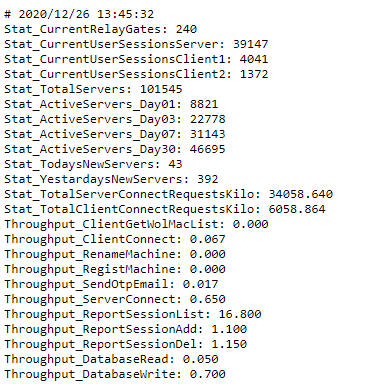 # 2020/12/26 13:45:32
Stat_CurrentRelayGates: 240
Stat_CurrentUserSessionsServer: 39147
Stat_CurrentUserSessionsClient1: 4041
Stat_CurrentUserSessionsClient2: 1372
Stat_TotalServers: 101545
Stat_ActiveServers_Day01: 8821
Stat_ActiveServers_Day03: 22778
Stat_ActiveServers_Day07: 31143
Stat_ActiveServers_Day30: 46695
Stat_TodaysNewServers: 43
Stat_YestardaysNewServers: 392
Stat_TotalServerConnectRequestsKilo: 34058.640
Stat_TotalClientConnectRequestsKilo: 6058.864
Throughput_ClientGetWolMacList: 0.000
Throughput_ClientConnect: 0.067
Throughput_RenameMachine: 0.000
Throughput_RegistMachine: 0.000
Throughput_SendOtpEmail: 0.017
Throughput_ServerConnect: 0.650
Throughput_ReportSessionList: 16.800
Throughput_ReportSessionAdd: 1.100
Throughput_ReportSessionDel: 1.150
Throughput_DatabaseRead: 0.050
Throughput_DatabaseWrite: 0.700